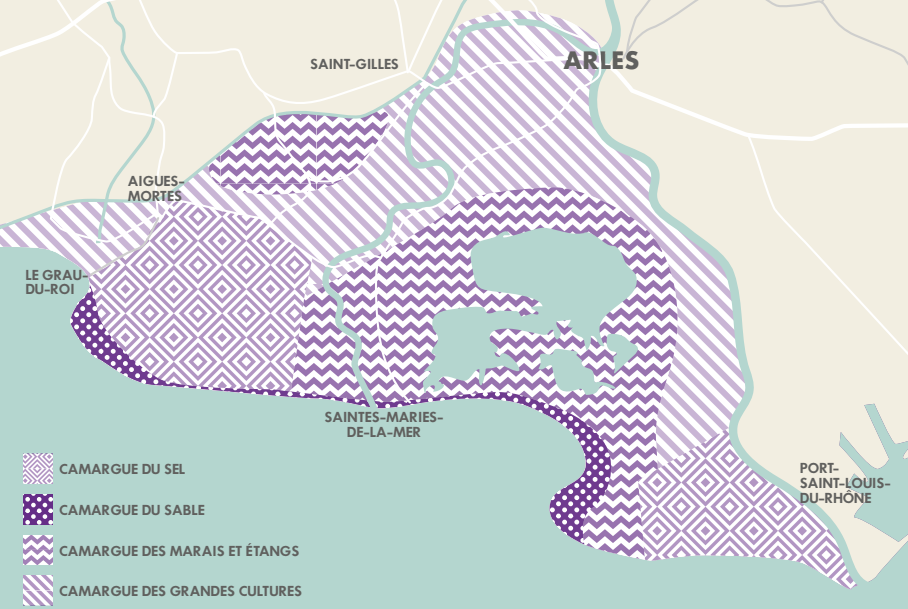 SAINT-GILLES
ARLES
AIGUES-
MORTES
LE GRAU-
DU-ROI
SAINTES-MARIES-
DE-LA-MER
PORT-
SAINT-LOUIS-
DU-RHÔNE
CAMARGUE DU SEL
CAMARGUE DU SABLE
CAMARGUE DES MARAIS ET ÉTANGS
CAMARGUE DES GRANDES CULTURES